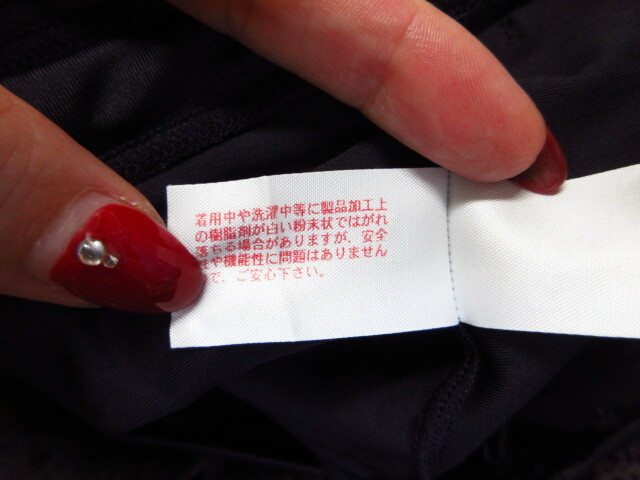 着用中や洗濯中等に製品加工上
の樹脂剤が白い粉末状ではがれ
落ちる場合がありますが、安全
性や機能性に問題はありません
で、ご安心下さい。